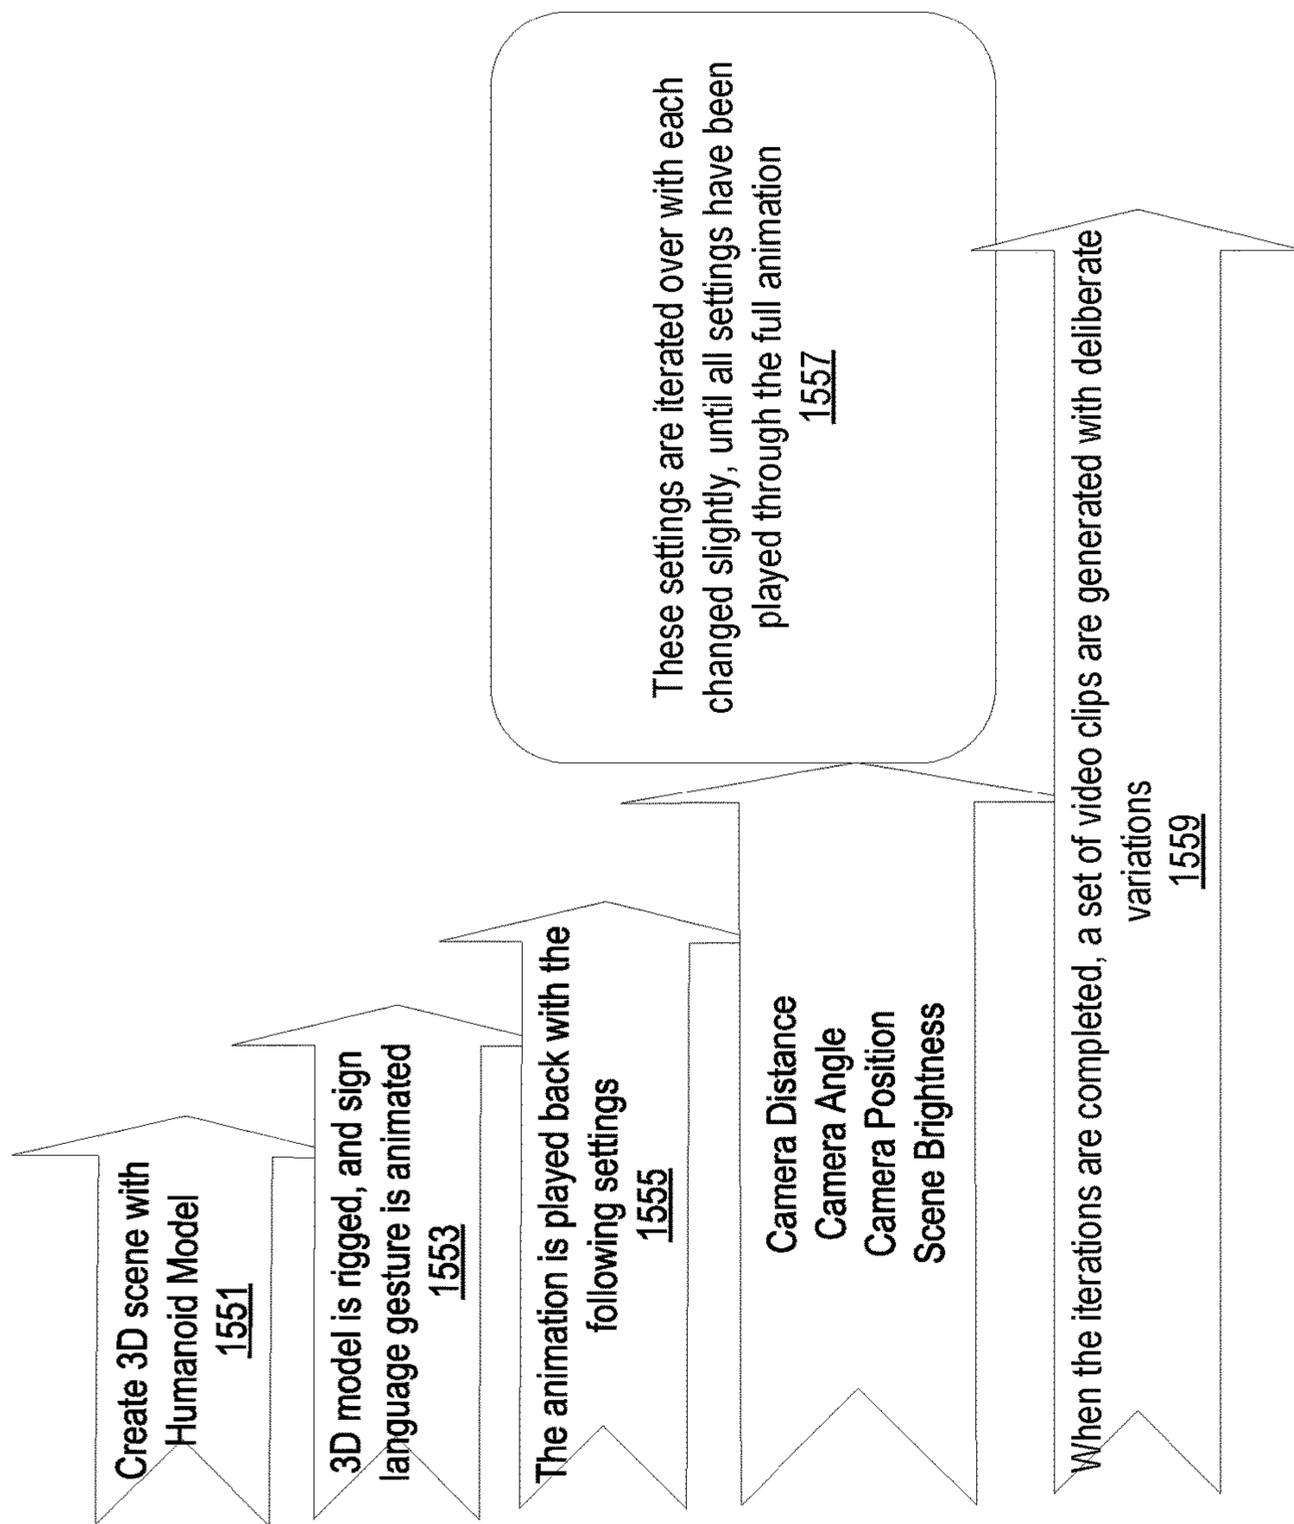 Create 3D scene with
Humanoid Model
1551
3D model is rigged, and sign
language gesture is animated
1553
The animation is played back with the
following settings
1555
Camera Distance
Camera Angle
Camera Position
Scene Brightness
These settings are iterated over with each
changed slightly, until all settings have been
played through the full animation
1557
When the iterations are completed, a set of video clips are generated with deliberate
variations
1559